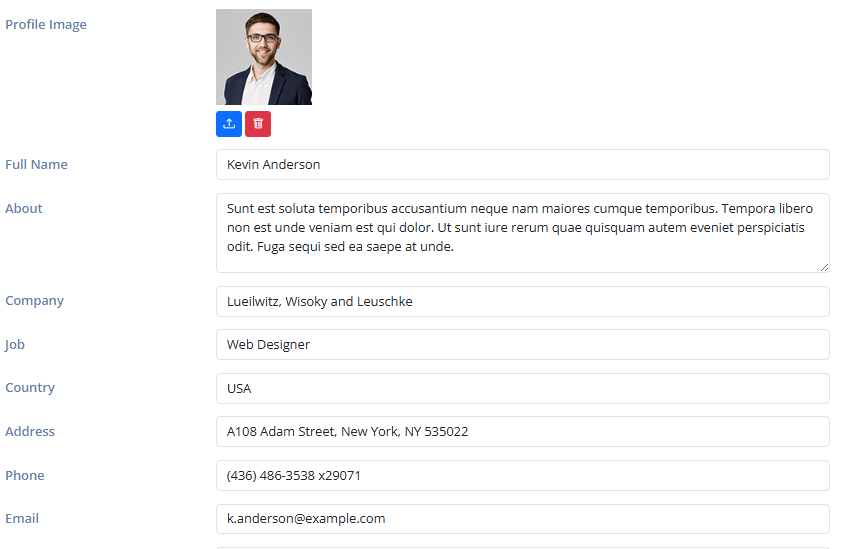 Profile Image
Full Name
Kevin Anderson
About
Sunt est soluta temporibus accusantium neque nam maiores cumque temporibus. Tempora libero
non est unde veniam est qui dolor. Ut sunt iure rerum quae quisquam autem eveniet perspiciatis
odit. Fuga sequi sed ea saepe at unde.
Company
Lueilwitz, Wisoky and Leuschke
Job
Web Designer
Country
USA
Address
A108 Adam Street, New York, NY 535022
Phone
(436) 486-3538 x29071
Email
k.anderson@example.com